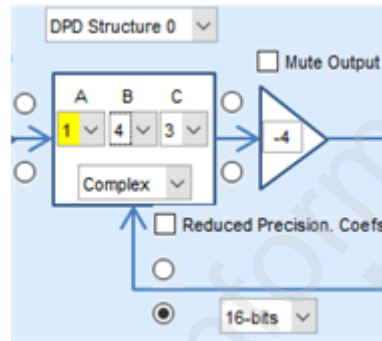 DPD Structure 0
Mute Output
A B C
1 4 3
-4
Complex
Reduced Precision. Coefs
16-bits